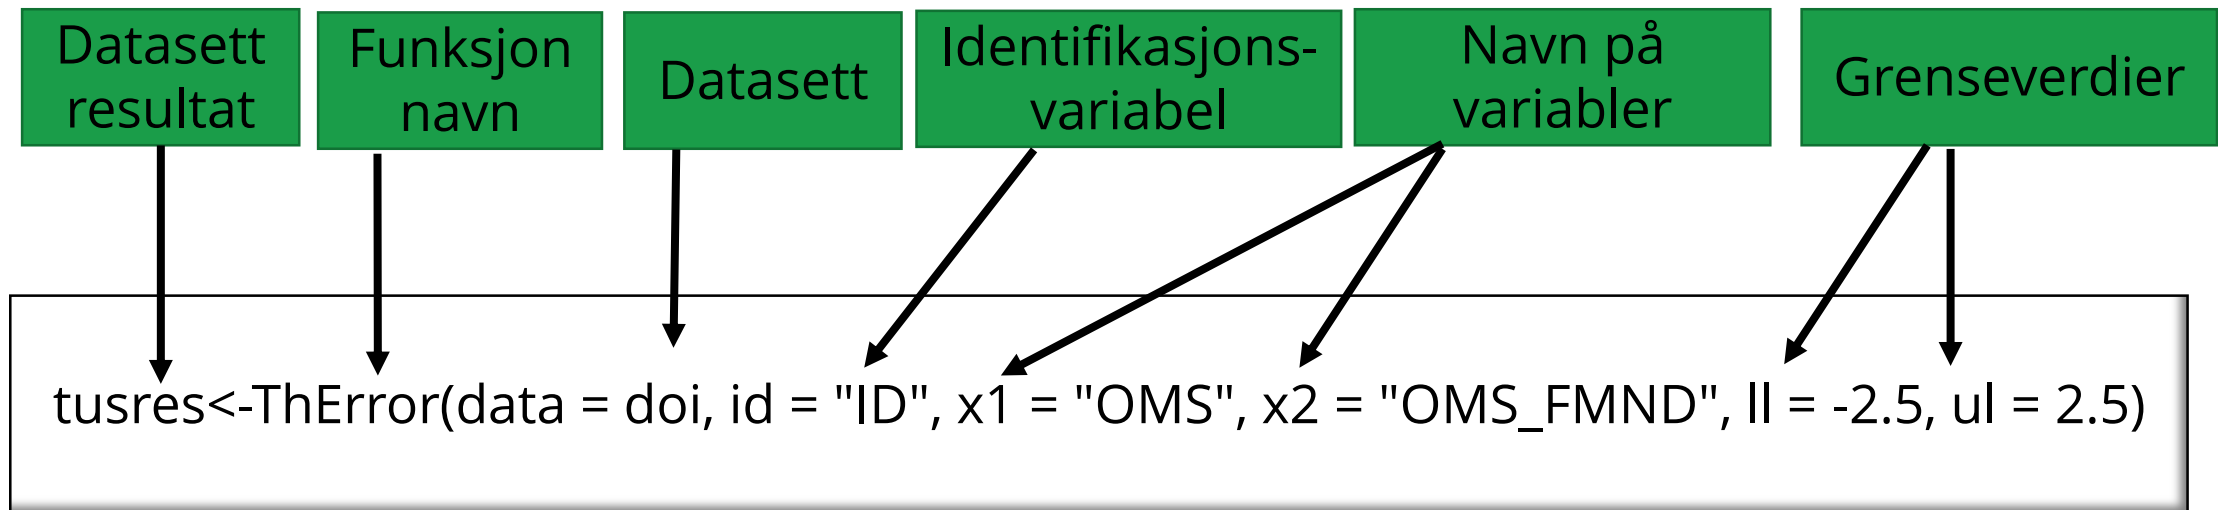 Datasett
resultat
Funksjon
navn
Datasett
Identifikasjons-
variabel
Navn på
variabler
Grenseverdier
tusres<-ThError(data = doi, id = "ID", x1 = "OMS", x2 = "OMS_FMND", ll = -2.5, ul = 2.5)